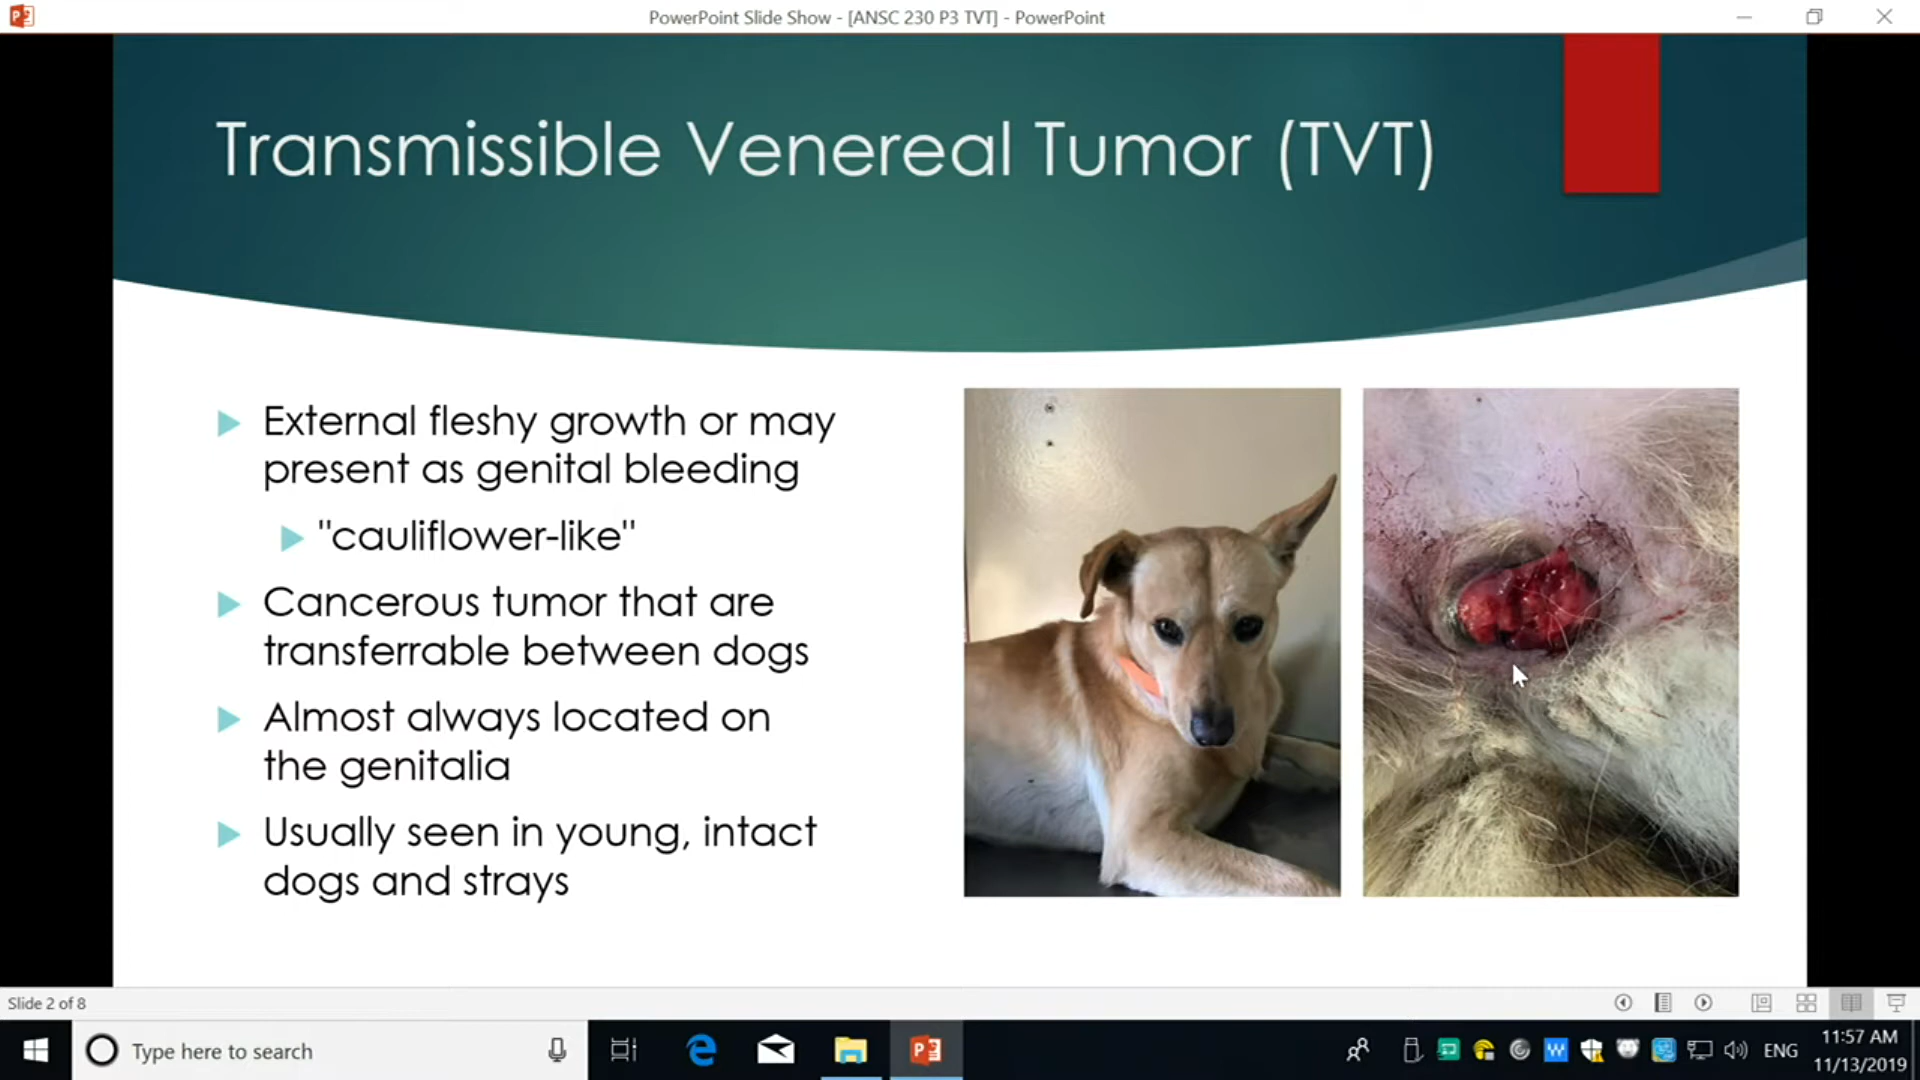 PowerPoint Slide Show - [ANSC 230 P3 TVT] - PowerPoint
Transmissible Venereal Tumor (TVT)
External fleshy growth or may
present as genital bleeding
"cauliflower-like"
Cancerous tumor that are
transferrable between dogs
Almost always located on
the genitalia
Usually seen in young, intact
dogs and strays
Slide 2 of 8
Type here to search
ENG
11:57 AM
11/13/2019